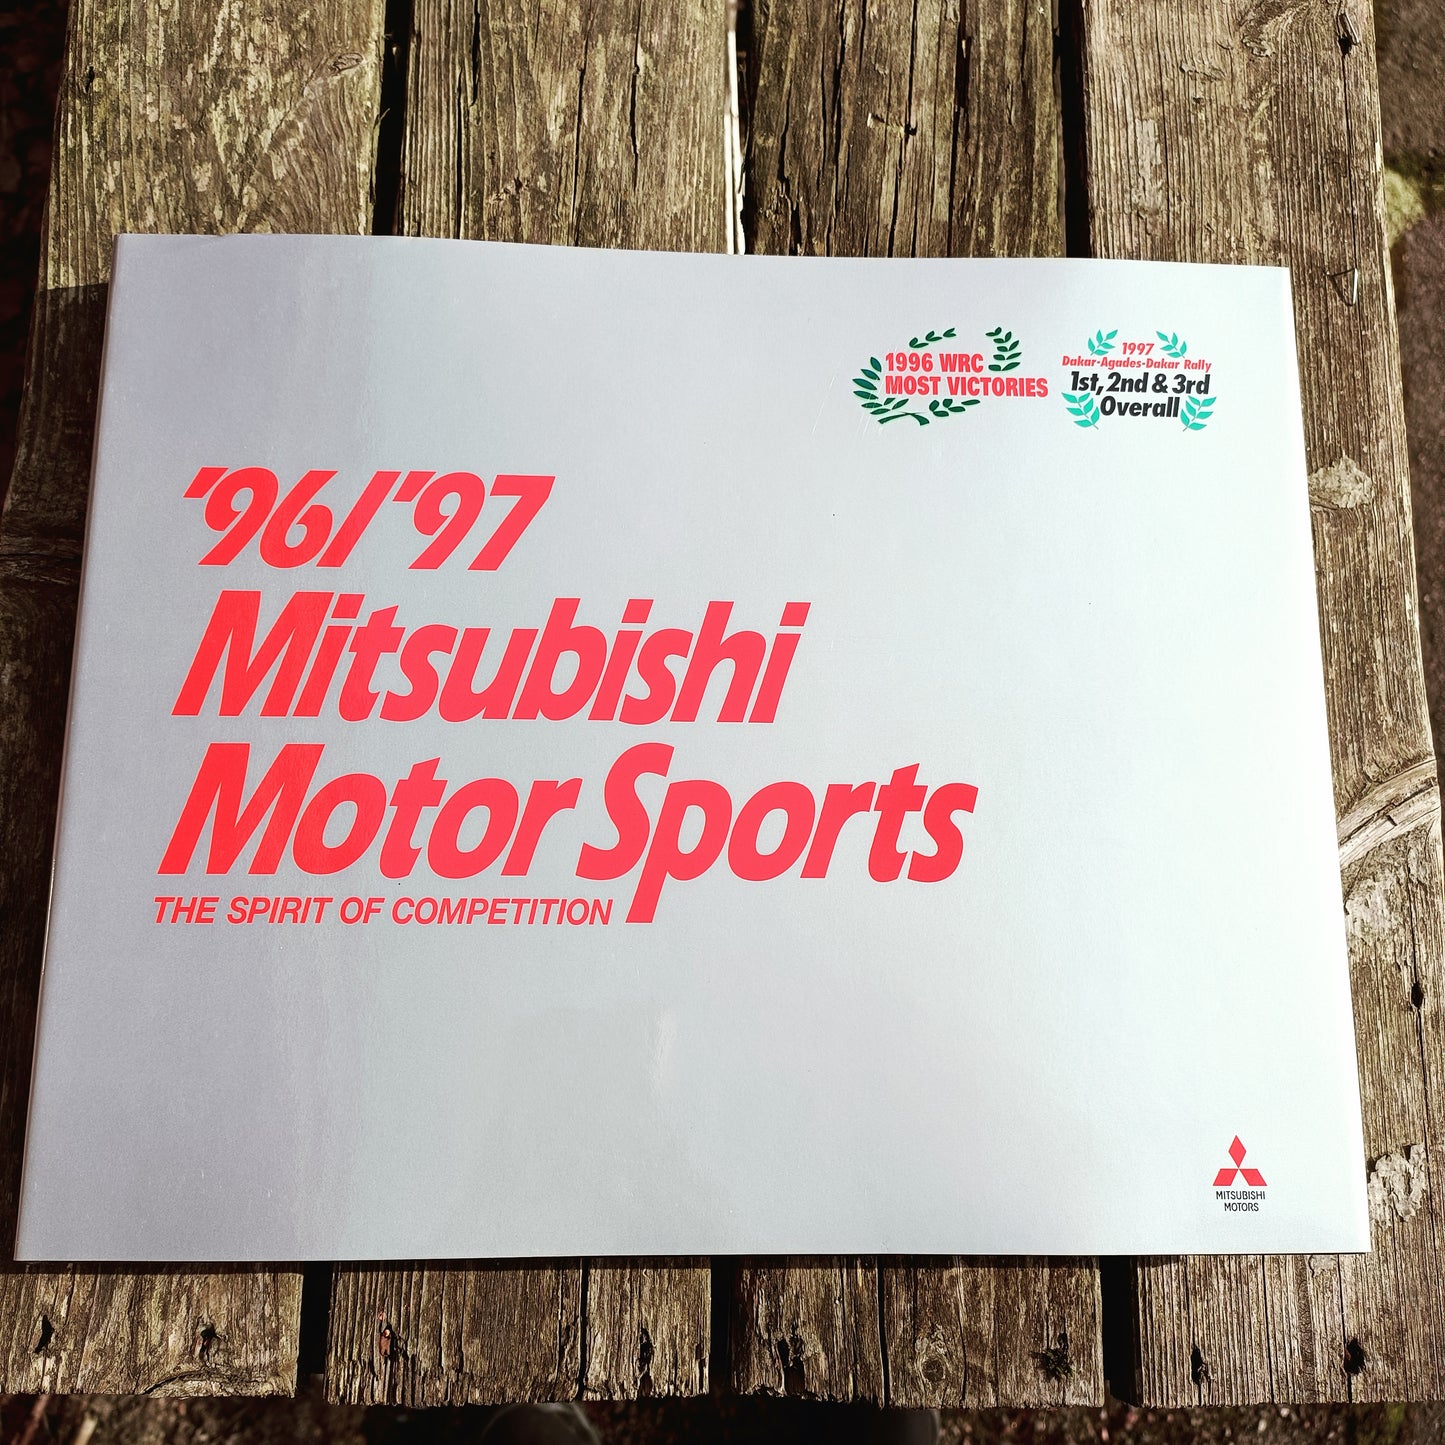 1996 WRC
MOST VICTORIES
1997
Dakar-Agades-Dakar Rally
1st, 2nd & 3rd
Overall
'96/'97
Mitsubishi
Motor Sports
THE SPIRIT OF COMPETITION
MITSUBISHI
MOTORS